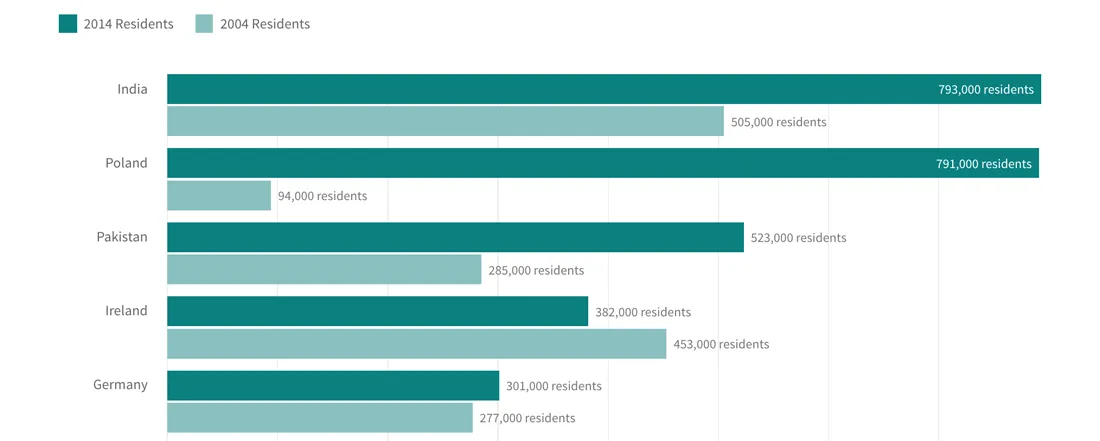 2014 Residents 2004 Residents
India 793,000 residents
505,000 residents
Poland 791,000 residents
94,000 residents
Pakistan 523,000 residents
285,000 residents
Ireland 382,000 residents
453,000 residents
Germany 301,000 residents
277,000 residents